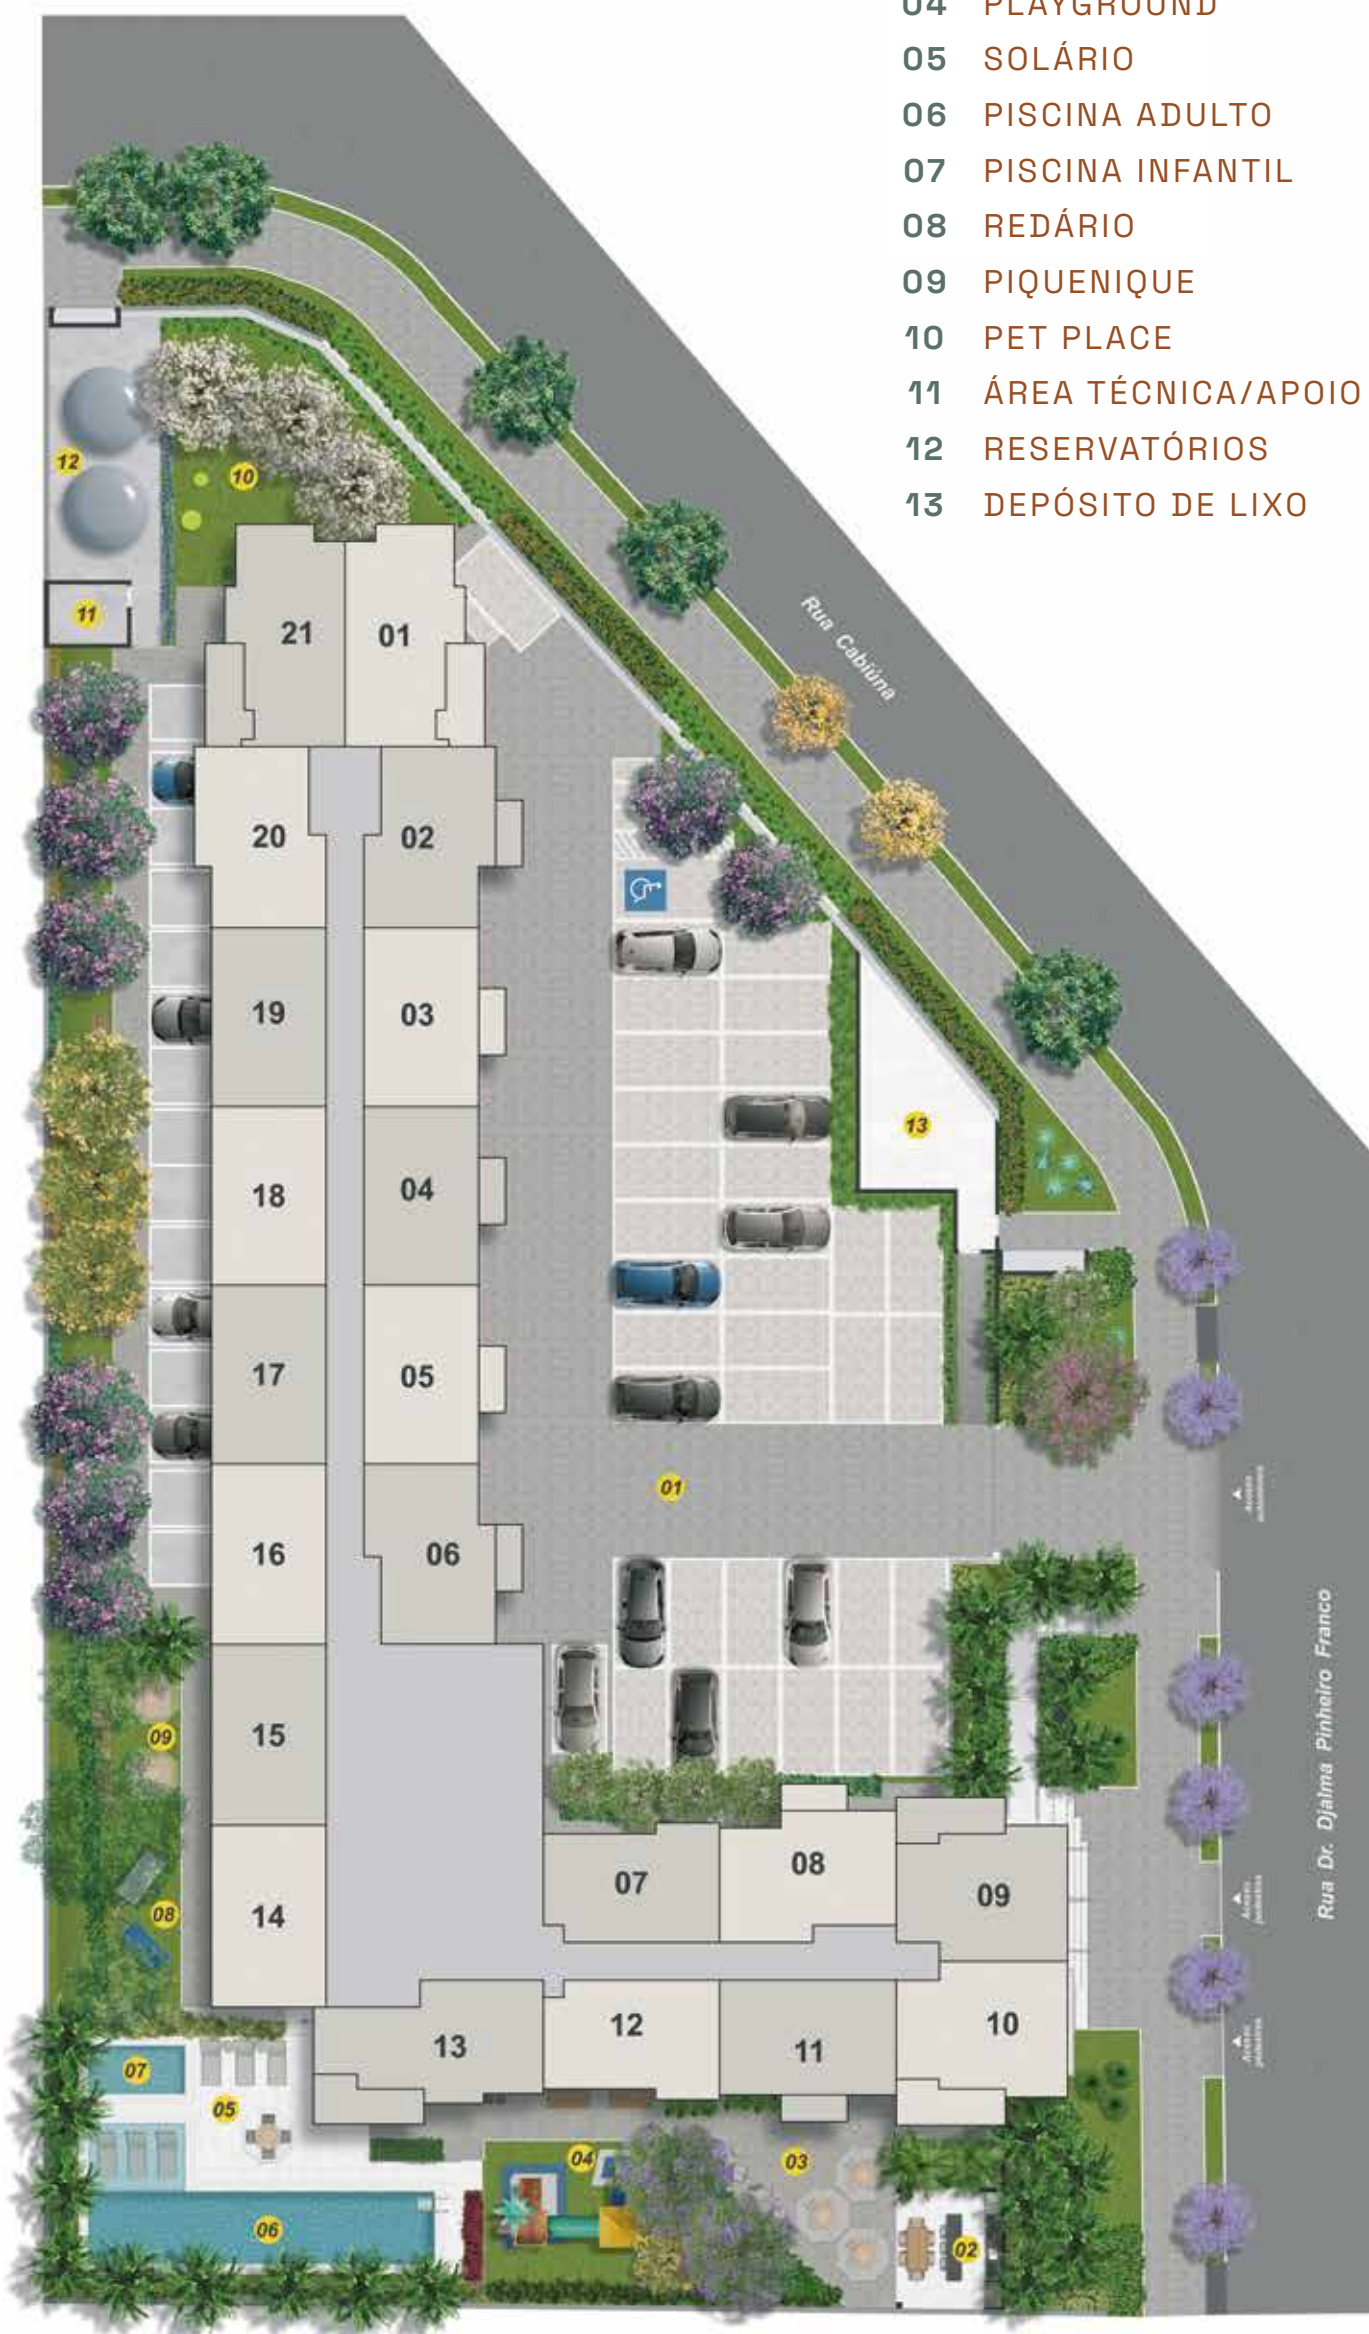 04 PLAYGROUND
05 SOLÁRIO
06 PISCINA ADULTO
07 PISCINA INFANTIL
08 REDÁRIO
09 PIQUENIQUE
10 PET PLACE
11 ÁREA TÉCNICA/APOIO
12 RESERVATÓRIOS
13 DEPÓSITO DE LIXO
12
10
11
21
01
Rua Cabiúna
20
02
19
03
13
18
04
17
05
01
16
06
15
09
Rua Dr. Djalma Pinheiro Franco
14
08
07
08
09
13
12
11
10
07
05
04
03
06
02